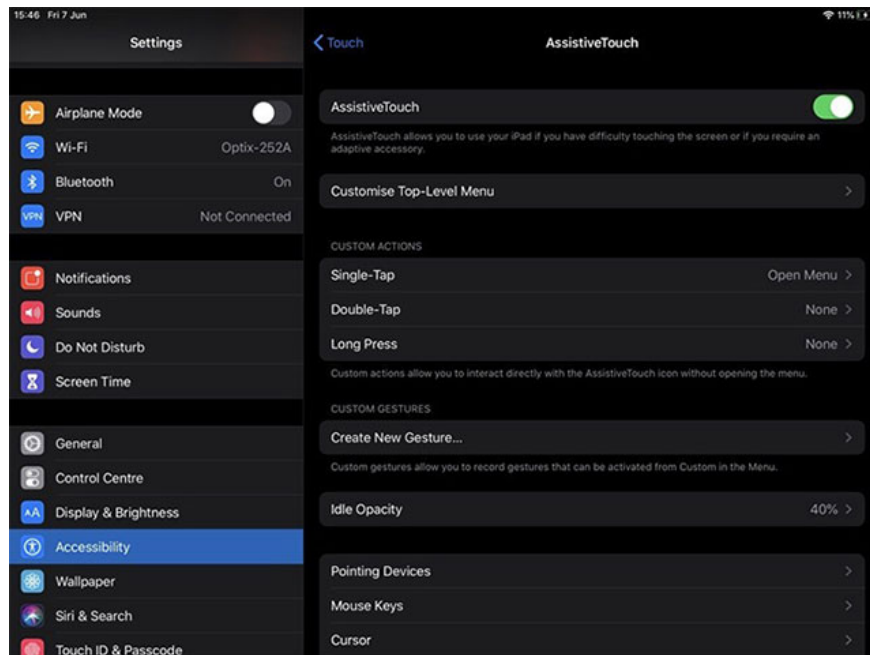 15:46 Fri 7 Jun
11%
Settings
Airplane Mode
Wi-Fi Optix-252A
Bluetooth On
VPN VPN Not Connected
Notifications
Sounds
Do Not Disturb
Screen Time
General
Control Centre
AA Display & Brightness
Accessibility
Wallpaper
Siri & Search
Touch ID & Passcode
Touch AssistiveTouch
AssistiveTouch
AssistiveTouch allows you to use your iPad if you have difficulty touching the screen or if you require an
adaptive accessory.
Customise Top-Level Menu
CUSTOM ACTIONS
Single-Tap Open Menu
Double-Tap None
Long Press None
Custom actions allow you to interact directly with the AssistiveTouch icon without opening the menu.
CUSTOM GESTURES
Create New Gesture...
Custom gestures allow you to record gestures that can be activated from Custom in the Menu.
Idle Opacity 40%
Pointing Devices
Mouse Keys
Cursor